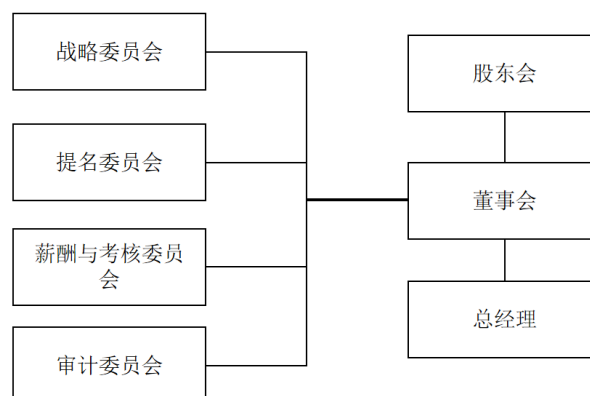 战略委员会
股东会
提名委员会
董事会
薪酬与考核委员
会
总经理
审计委员会